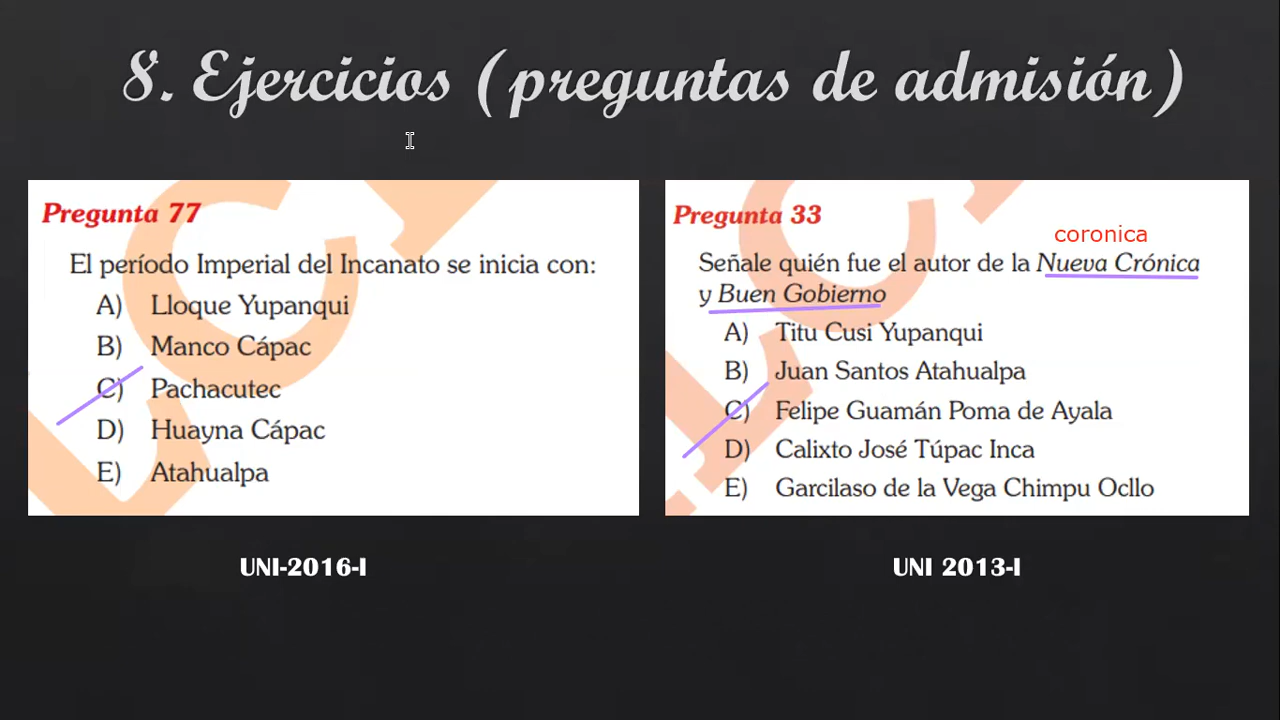 8. Ejercicios (preguntas de admisión)
Pregunta 77
El período Imperial del Incanato se inicia con:
A) Lloque Yupanqui
B) Manco Cápac
C) Pachacutec
D) Huayna Cápac
E) Atahualpa
UNI-2016-I
Pregunta 33
coronica
Señale quién fue el autor de la Nueva Crónica
y Buen Gobierno
A) Titu Cusi Yupanqui
B) Juan Santos Atahualpa
C) Felipe Guamán Poma de Ayala
D) Calixto José Túpac Inca
E) Garcilaso de la Vega Chimpu Ocllo
UNI 2013-I